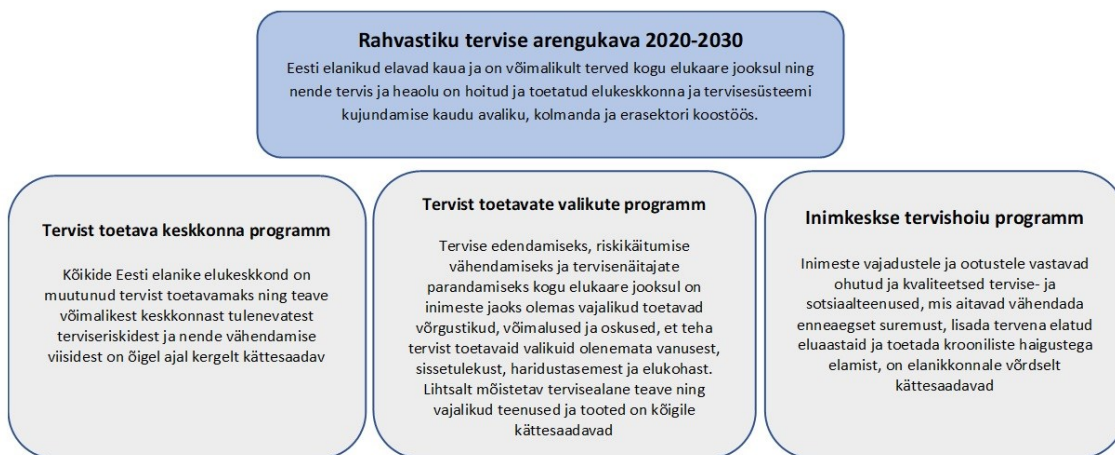 Rahvastiku tervise arengukava 2020-2030
Eesti elanikud elavad kaua ja on võimalikult terved kogu elukaare jooksul ning
nende tervis ja heaolu on hoitud ja toetatud elukeskkonna ja tervisesüsteemi
kujundamise kaudu avaliku, kolmanda ja erasektori koostöös.
Tervist toetava keskkonna programm
Kõikide Eesti elanike elukeskkond on
muutunud tervist toetavamaks ning teave
võimalikest keskkonnast tulenevatest
terviseriskidest ja nende vähendamise
viisidest on õigel ajal kergelt kättesaadav
Tervist toetavate valikute programm
Tervise edendamiseks, riskikäitumise
vähendamiseks ja tervisenäitajate
parandamiseks kogu elukaare jooksul on
inimeste jaoks olemas vajalikud toetavad
võrgustikud, võimalused ja oskused, et teha
tervist toetavaid valikuid olenemata vanusest,
sissetulekust, haridustasemest ja elukohast.
Lihtsalt mõistetav tervisealane teave ning
vajalikud teenused ja tooted on kõigile
kättesaadavad
Inimkeskse tervishoiu programm
Inimeste vajadustele ja ootustele vastavad
ohutud ja kvaliteetsed tervise- ja
sotsiaalteenused, mis aitavad vähendada
enneaegset suremust, lisada tervena elatud
eluaastaid ja toetada krooniliste haigustega
elamist, on elanikkonnale võrdselt
kättesaadavad